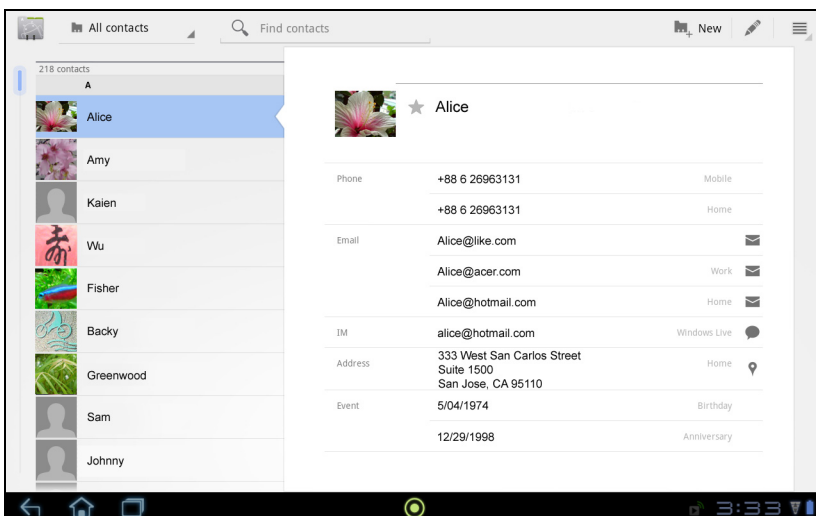 All contacts
Find contacts
New
218 contacts
A
Alice
Amy
Kaien
Wu
Fisher
Backy
Greenwood
Sam
Johnny
Alice
Phone
+88 6 26963131
Mobile
+88 6 26963131
Home
Email
Alice@like.com
Alice@acer.com
Work
Alice@hotmail.com
Home
IM
alice@hotmail.com
Windows Live
Address
333 West San Carlos Street
Suite 1500
San Jose, CA 95110
Home
Event
5/04/1974
Birthday
12/29/1998
Anniversary
寿
3:33